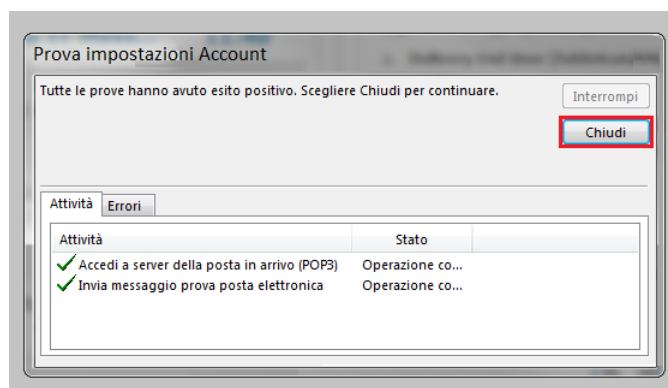 Prova impostazioni Account
Tutte le prove hanno avuto esito positivo. Scegliere Chiudi per continuare.
Interrompi
Chiudi
Attività Errori
Attività Stato
Accedi a server della posta in arrivo (POP3) Operazione co...
Invia messaggio prova posta elettronica Operazione co...